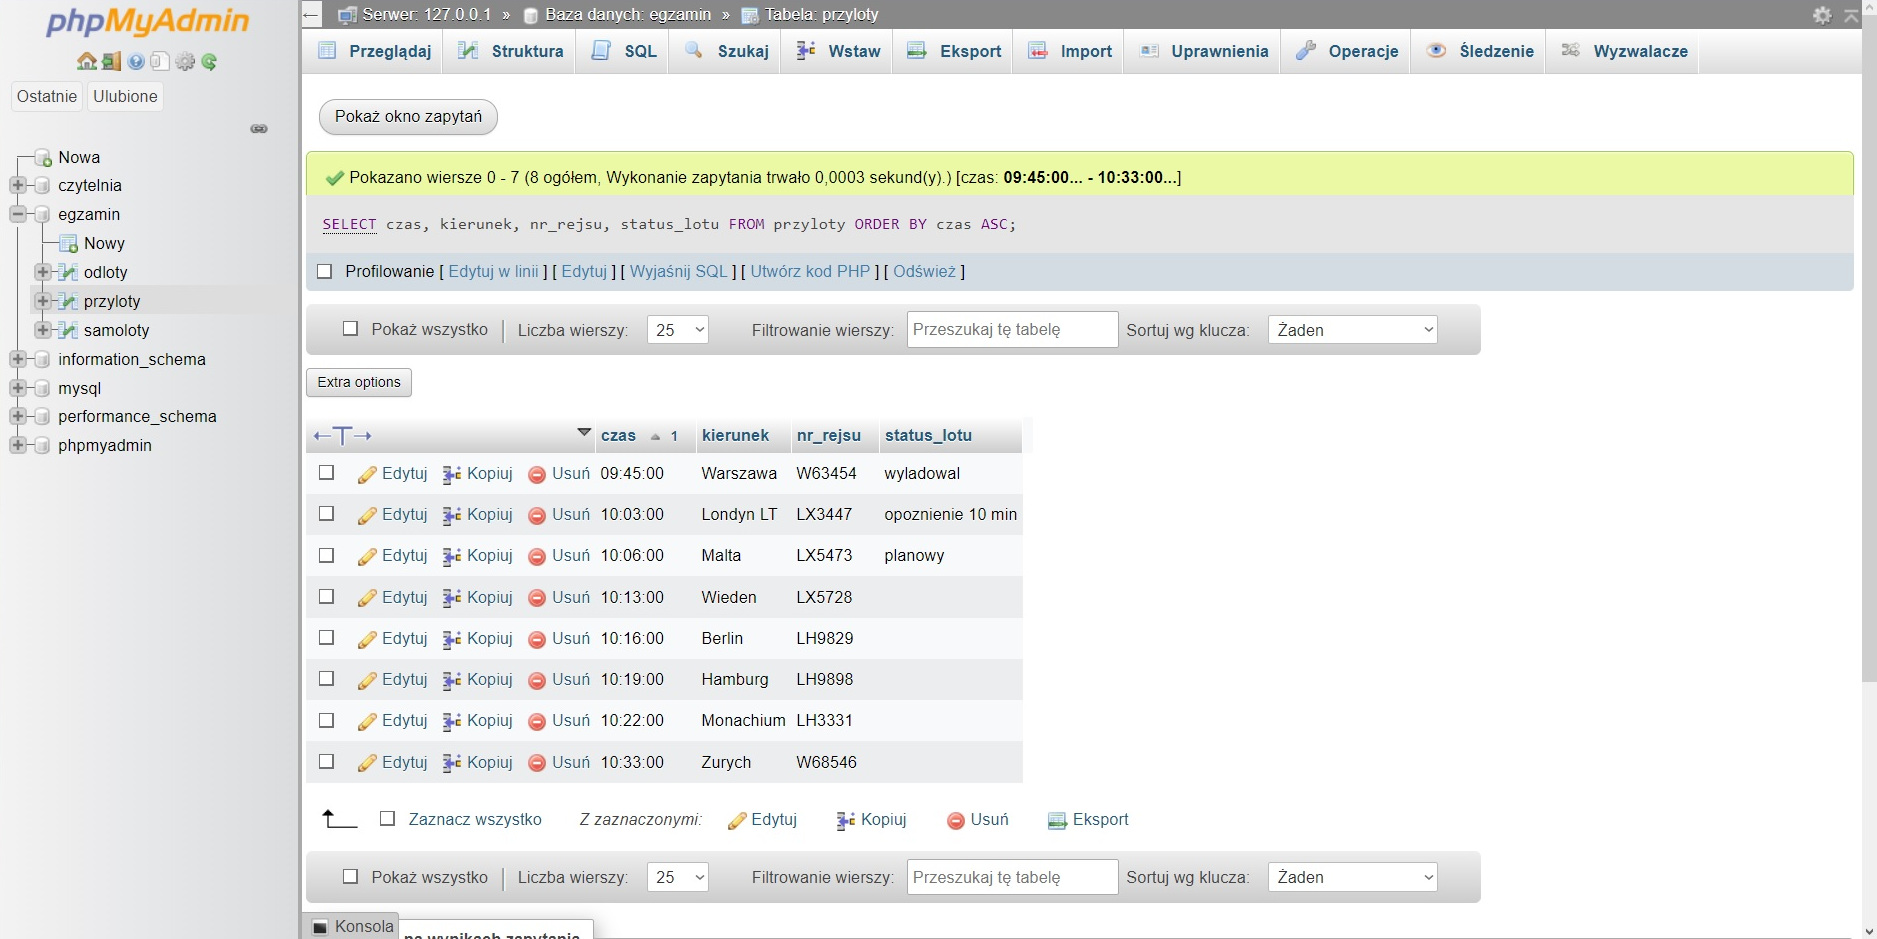 phpMyAdmin
Ostatnie Ulubione
Nowa
czytelnia
egzamin
Nowy
odloty
przyloty
samoloty
information_schema
mysql
performance_schema
phpmyadmin
Serwer: 127.0.0.1 » Baza danych: egzamin » Tabela: przyloty
Przeglądaj Struktura SQL Szukaj Wstaw Eksport Import Uprawnienia Operacje Śledzenie Wyzwalacze
Pokaż okno zapytań
Pokazano wiersze 0 - 7 (8 ogółem, Wykonanie zapytania trwało 0,0003 sekund(y).) [czas: 09:45:00... - 10:33:00...]
SELECT czas, kierunek, nr_rejsu, status_lotu FROM przyloty ORDER BY czas ASC;
Profilowanie [ Edytuj w linii ] [ Edytuj ] [ Wyjaśnij SQL ] [ Utwórz kod PHP ] [ Odśwież ]
Pokaż wszystko | Liczba wierszy: 25 Filtrowanie wierszy: Przeszukaj tę tabelę Sortuj wg klucza: Żaden
Extra options
←T→ czas 1 kierunek nr_rejsu status_lotu
Edytuj Kopiuj Usuń 09:45:00 Warszawa W63454 wyladowal
Edytuj Kopiuj Usuń 10:03:00 Londyn LT LX3447 opoznienie 10 min
Edytuj Kopiuj Usuń 10:06:00 Malta LX5473 planowy
Edytuj Kopiuj Usuń 10:13:00 Wieden LX5728
Edytuj Kopiuj Usuń 10:16:00 Berlin LH9829
Edytuj Kopiuj Usuń 10:19:00 Hamburg LH9898
Edytuj Kopiuj Usuń 10:22:00 Monachium LH3331
Edytuj Kopiuj Usuń 10:33:00 Zurych W68546
Zaznacz wszystko Z zaznaczonymi: Edytuj Kopiuj Usuń Eksport
Pokaż wszystko | Liczba wierszy: 25 Filtrowanie wierszy: Przeszukaj tę tabelę Sortuj wg klucza: Żaden
Konsola na wynikach zapytania